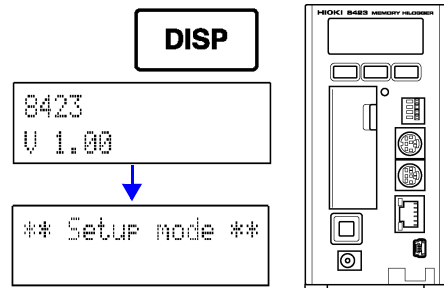 DISP
8423
V 1.00
** Setup mode **
HIOKI 8423 MEMORY HiLOGGER